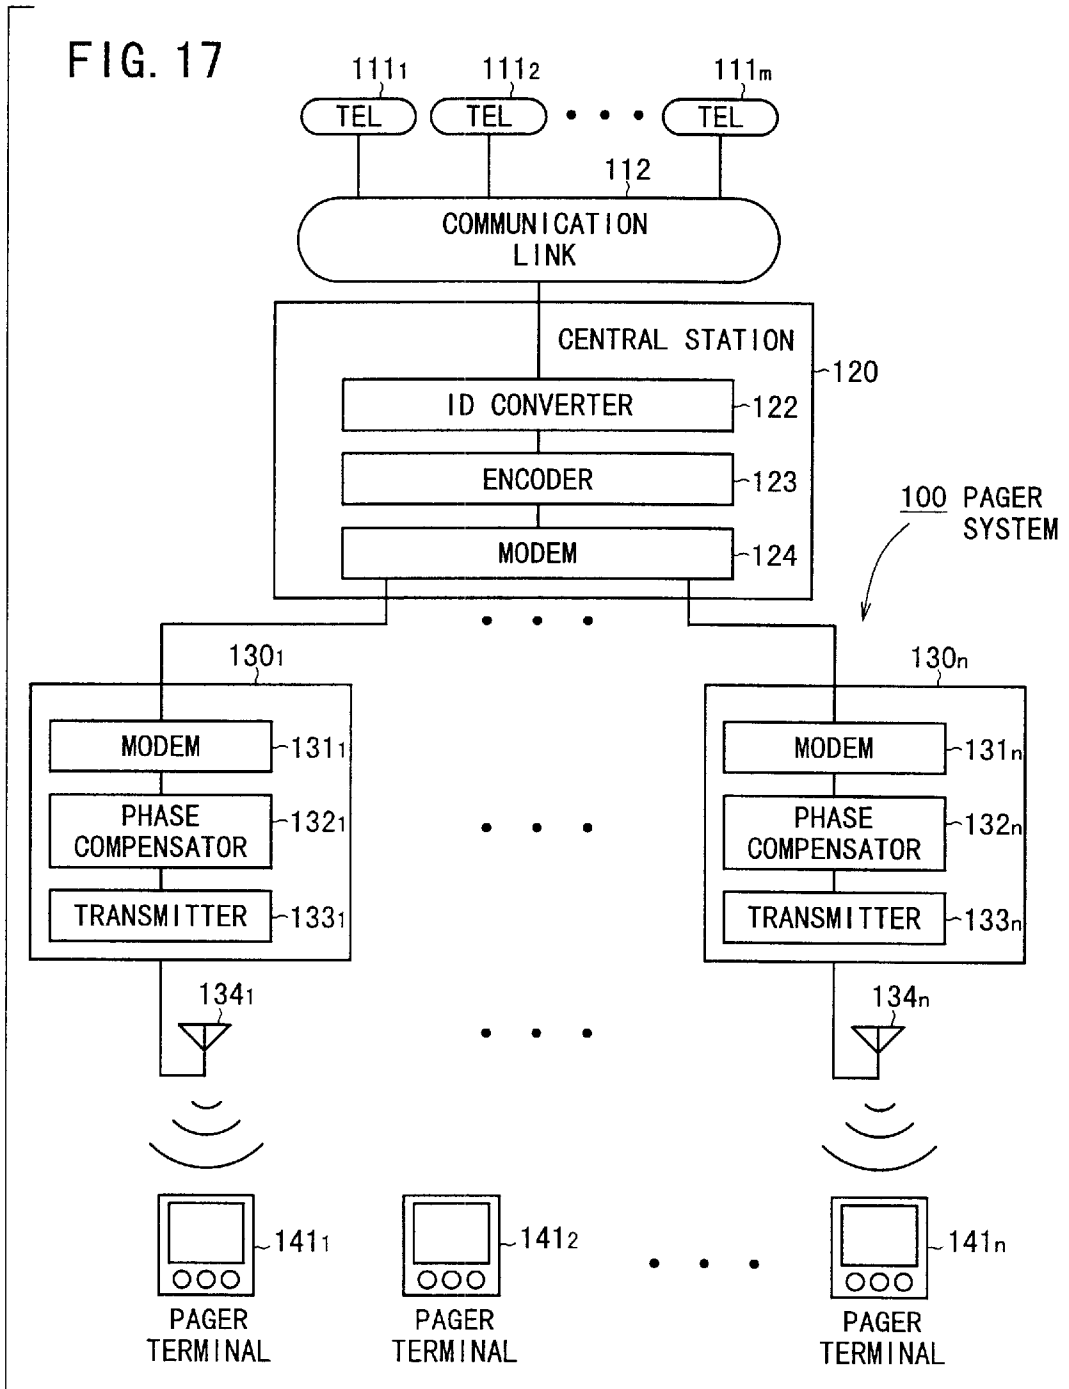 FIG. 17
111₁ 111₂ 111m
TEL TEL • • • TEL
112
COMMUNICATION
LINK
CENTRAL STATION
120
ID CONVERTER 122
ENCODER 123
MODEM 124
100 PAGER
SYSTEM
• • •
130₁ 130n
MODEM 131₁ MODEM 131n
PHASE
COMPENSATOR 132₁ • • • PHASE
COMPENSATOR 132n
TRANSMITTER 133₁ TRANSMITTER 133n
134₁ • • • 134n
141₁ 141₂ • • • 141n
PAGER
TERMINAL
PAGER
TERMINAL
PAGER
TERMINAL